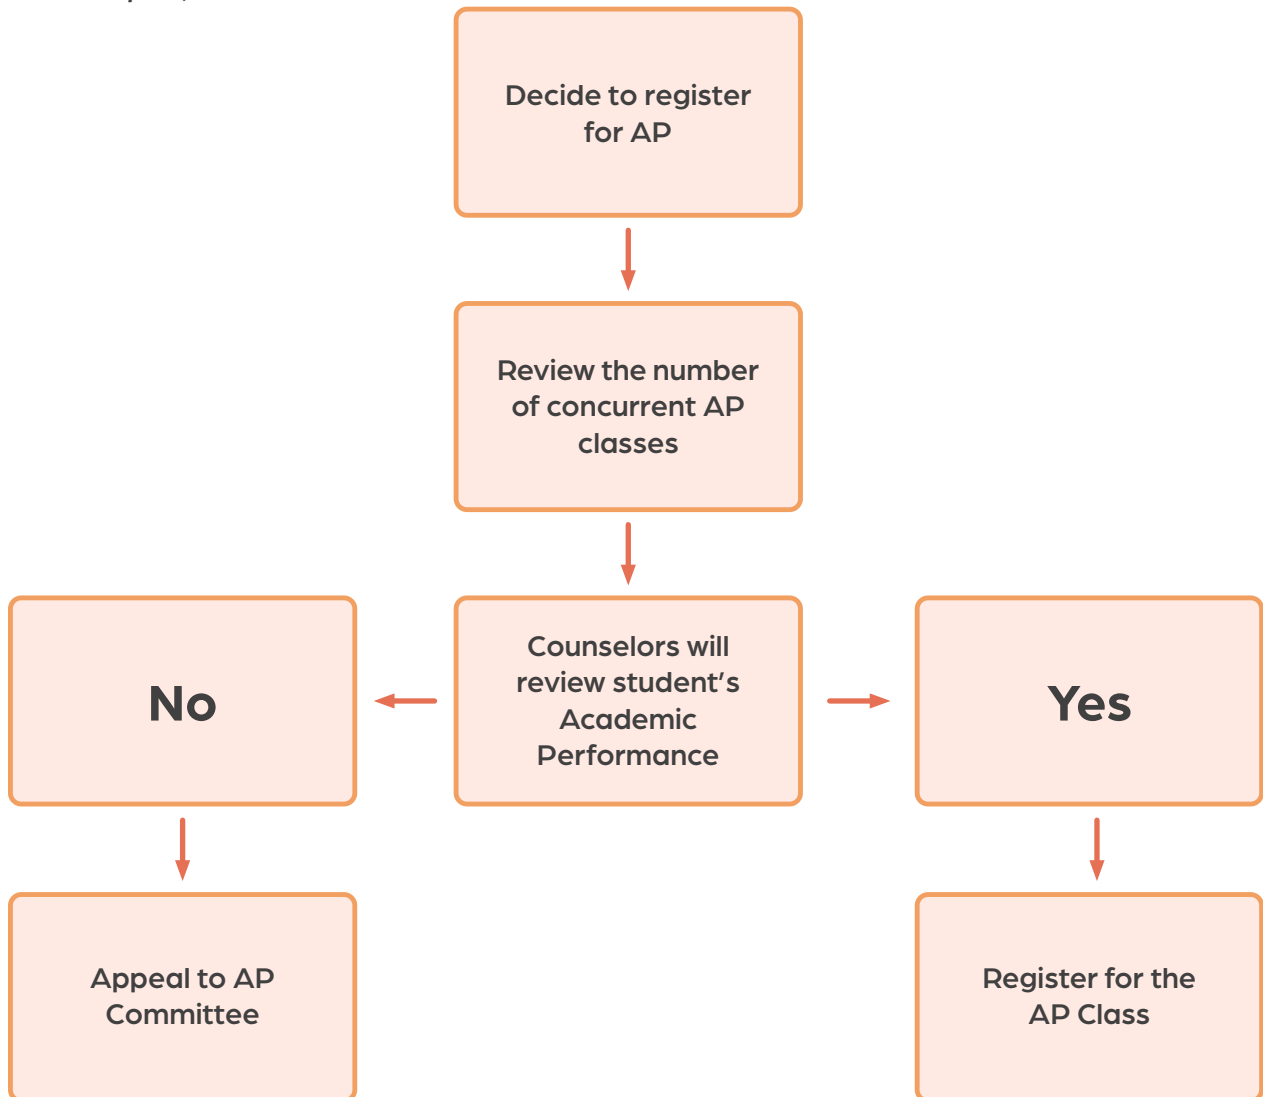 Decide to register
for AP
Review the number
of concurrent AP
classes
No
Counselors will
review student's
Academic
Performance
Yes
Appeal to AP
Committee
Register for the
AP Class